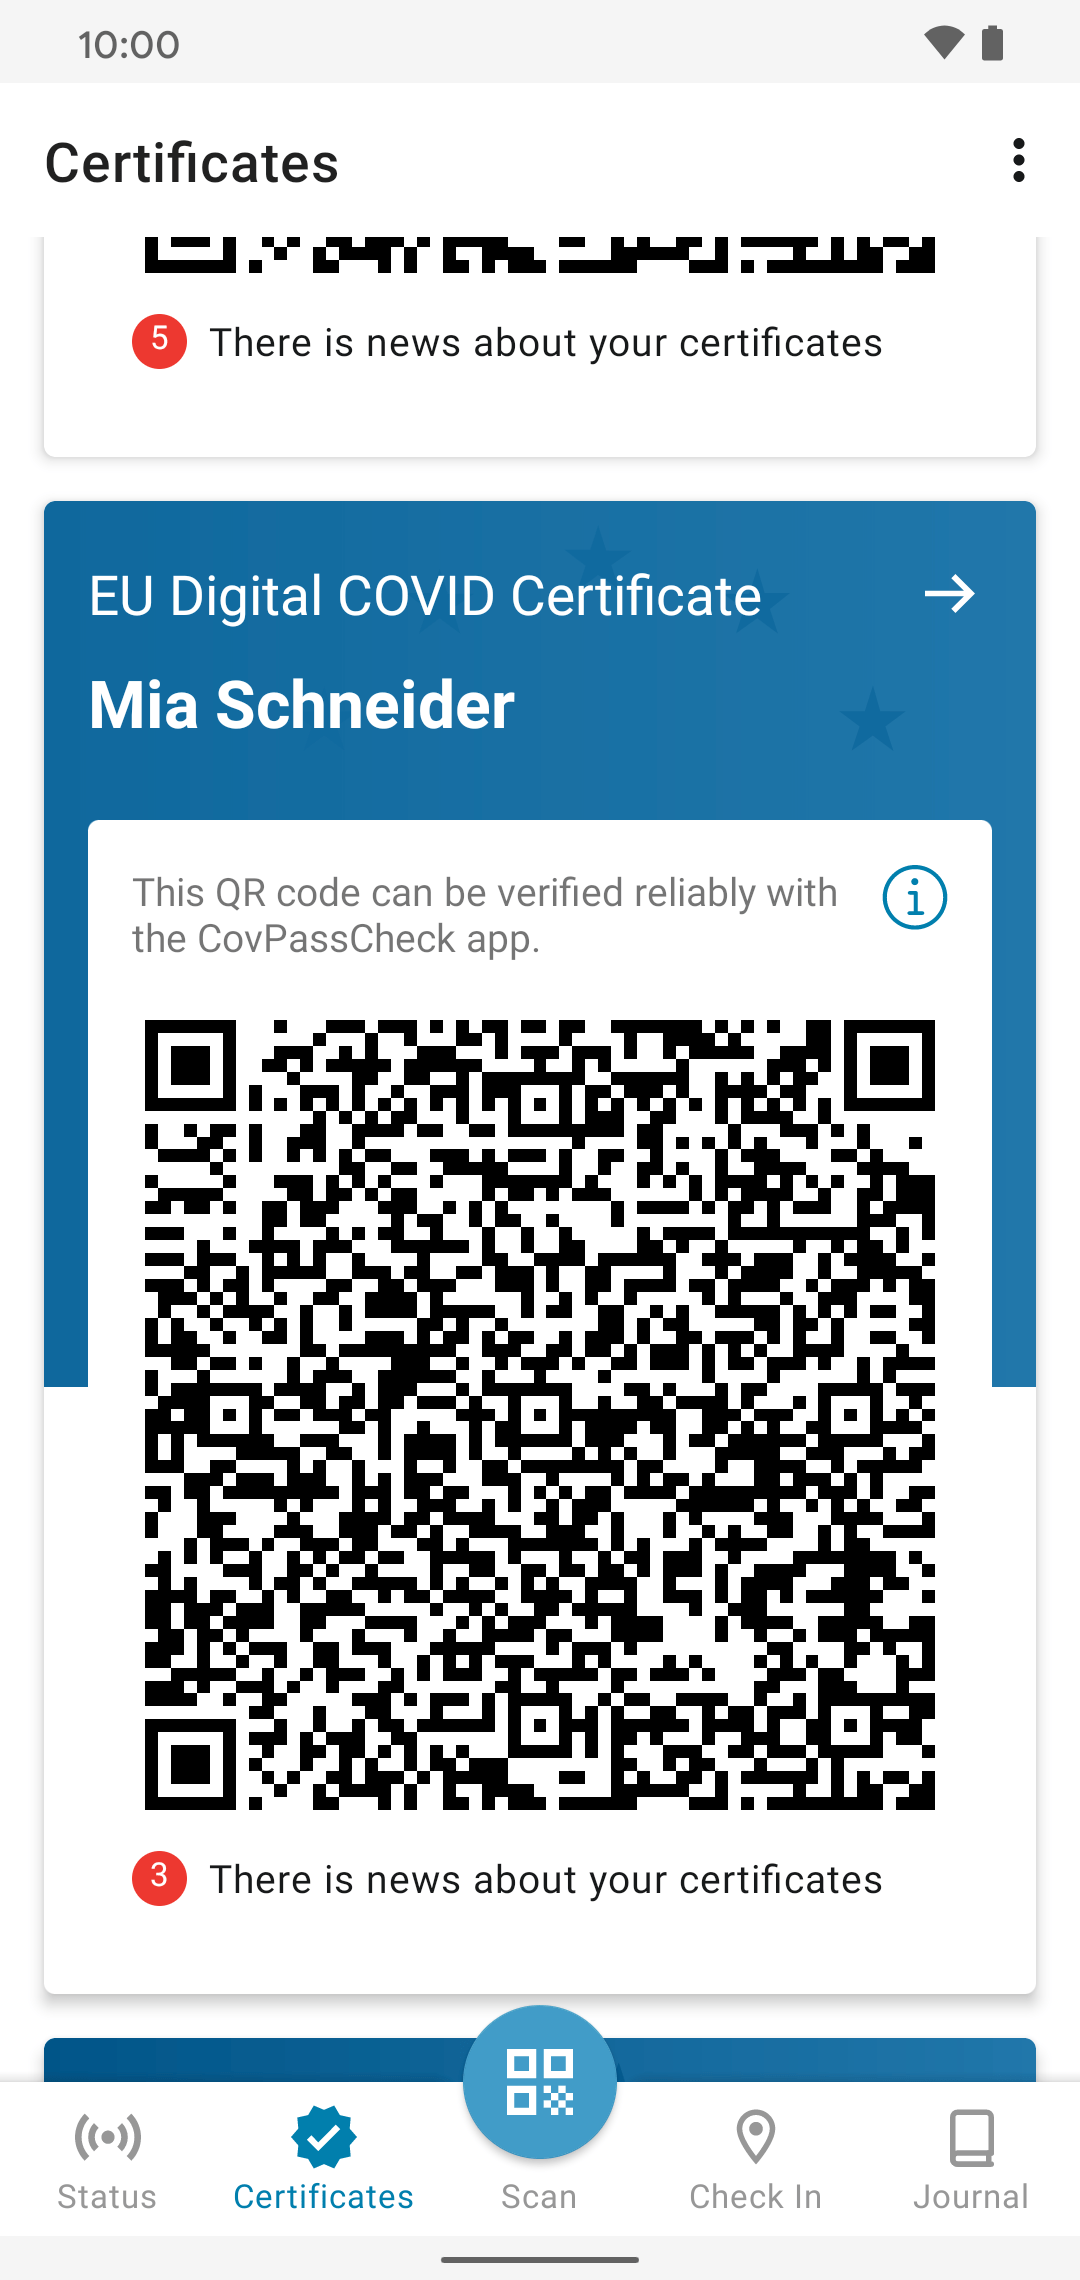 10:00
Certificates
5 There is news about your certificates
EU Digital COVID Certificate
Mia Schneider
This QR code can be verified reliably with
the CovPassCheck app.
3 There is news about your certificates
Status Certificates Scan Check In Journal